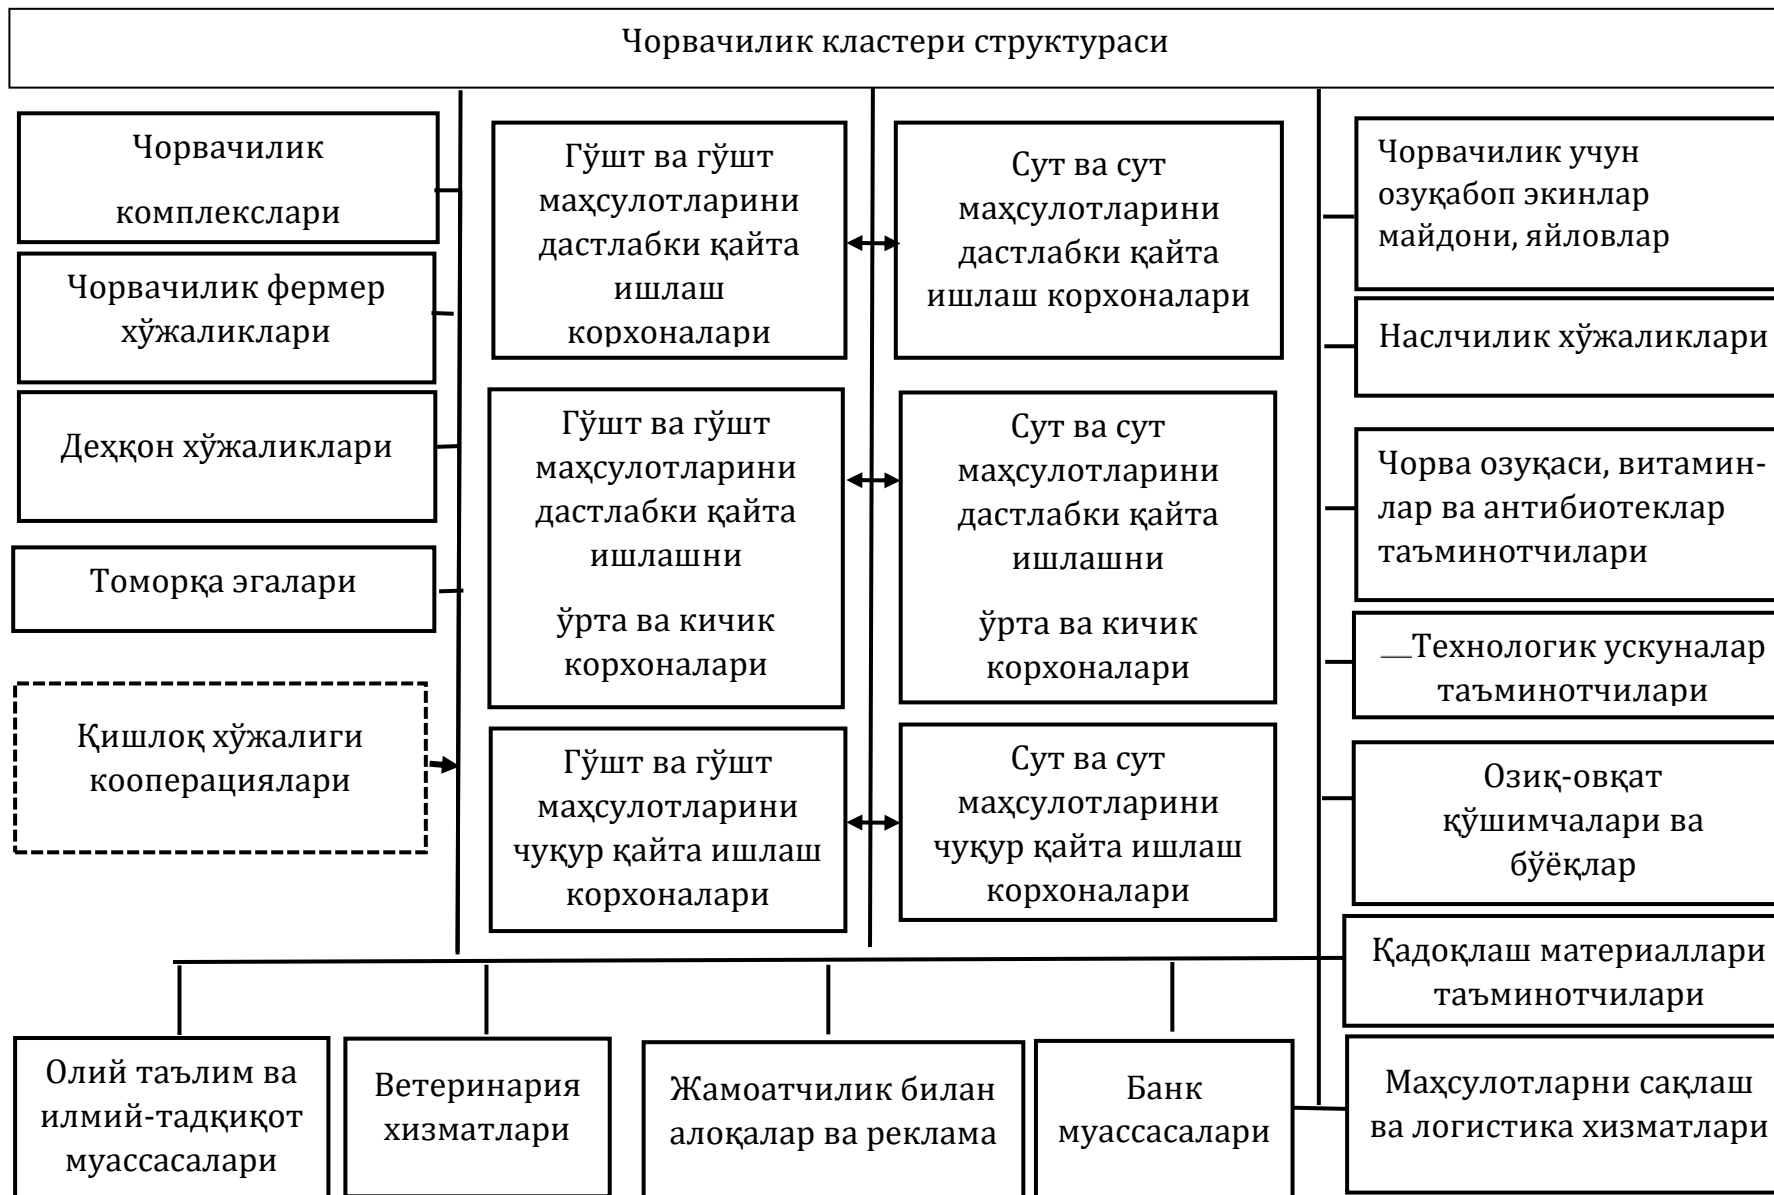 Чорвачилик кластери структураси
Чорвачилик
комплекслари
Чорвачилик фермер
хўжаликлари
Деҳқон хўжаликлари
Томорқа эгалари
Қишлоқ хўжалиги
кооперациялари
Гўшт ва гўшт
маҳсулотларини
дастлабки қайта
ишлаш
корхоналари
Гўшт ва гўшт
маҳсулотларини
дастлабки қайта
ишлашни
ўрта ва кичик
корхоналари
Гўшт ва гўшт
маҳсулотларини
чуқур қайта ишлаш
корхоналари
Сут ва сут
маҳсулотларини
дастлабки қайта
ишлаш корхоналари
Сут ва сут
маҳсулотларини
дастлабки қайта
ишлашни
ўрта ва кичик
корхоналари
Сут ва сут
маҳсулотларини
чуқур қайта ишлаш
корхоналари
Чорвачилик учун
озуқабоп экинлар
майдони, яйловлар
Наслчилик хўжаликлари
Чорва озуқаси, витамин-
лар ва антибиотеклар
таъминотчилари
__Технологик ускуналар
таъминотчилари
Озиқ-овқат
қўшимчалари ва
бўёқлар
Қадоқлаш материаллари
таъминотчилари
Маҳсулотларни сақлаш
ва логистика хизматлари
Олий таълим ва
илмий-тадқиқот
муассасалари
Ветеринария
хизматлари
Жамоатчилик билан
алоқалар ва реклама
Банк
муассасалари